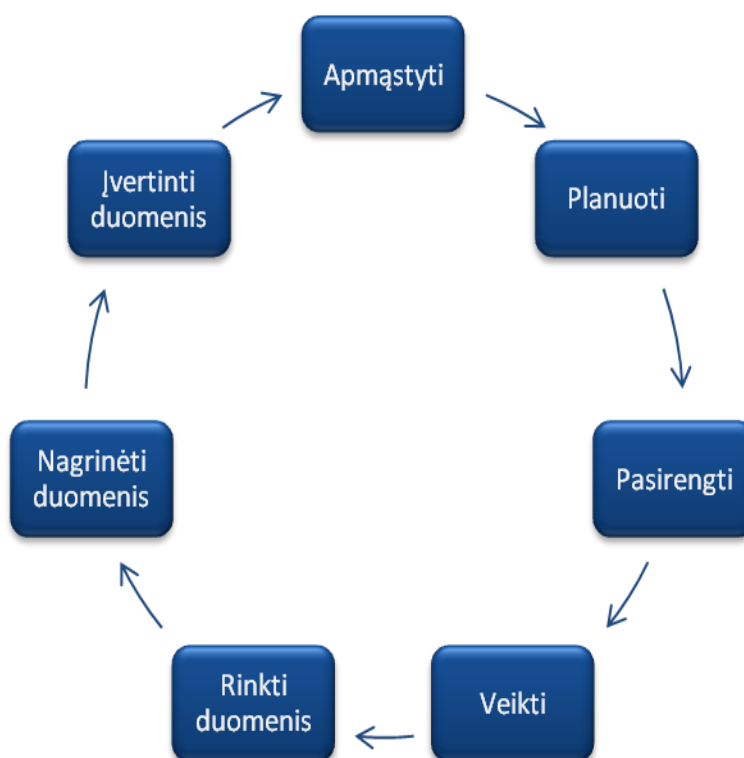 Apmąstyti
Planuoti
Pasirengti
Veikti
Rinkti
duomenis
Nagrinėti
duomenis
Įvertinti
duomenis